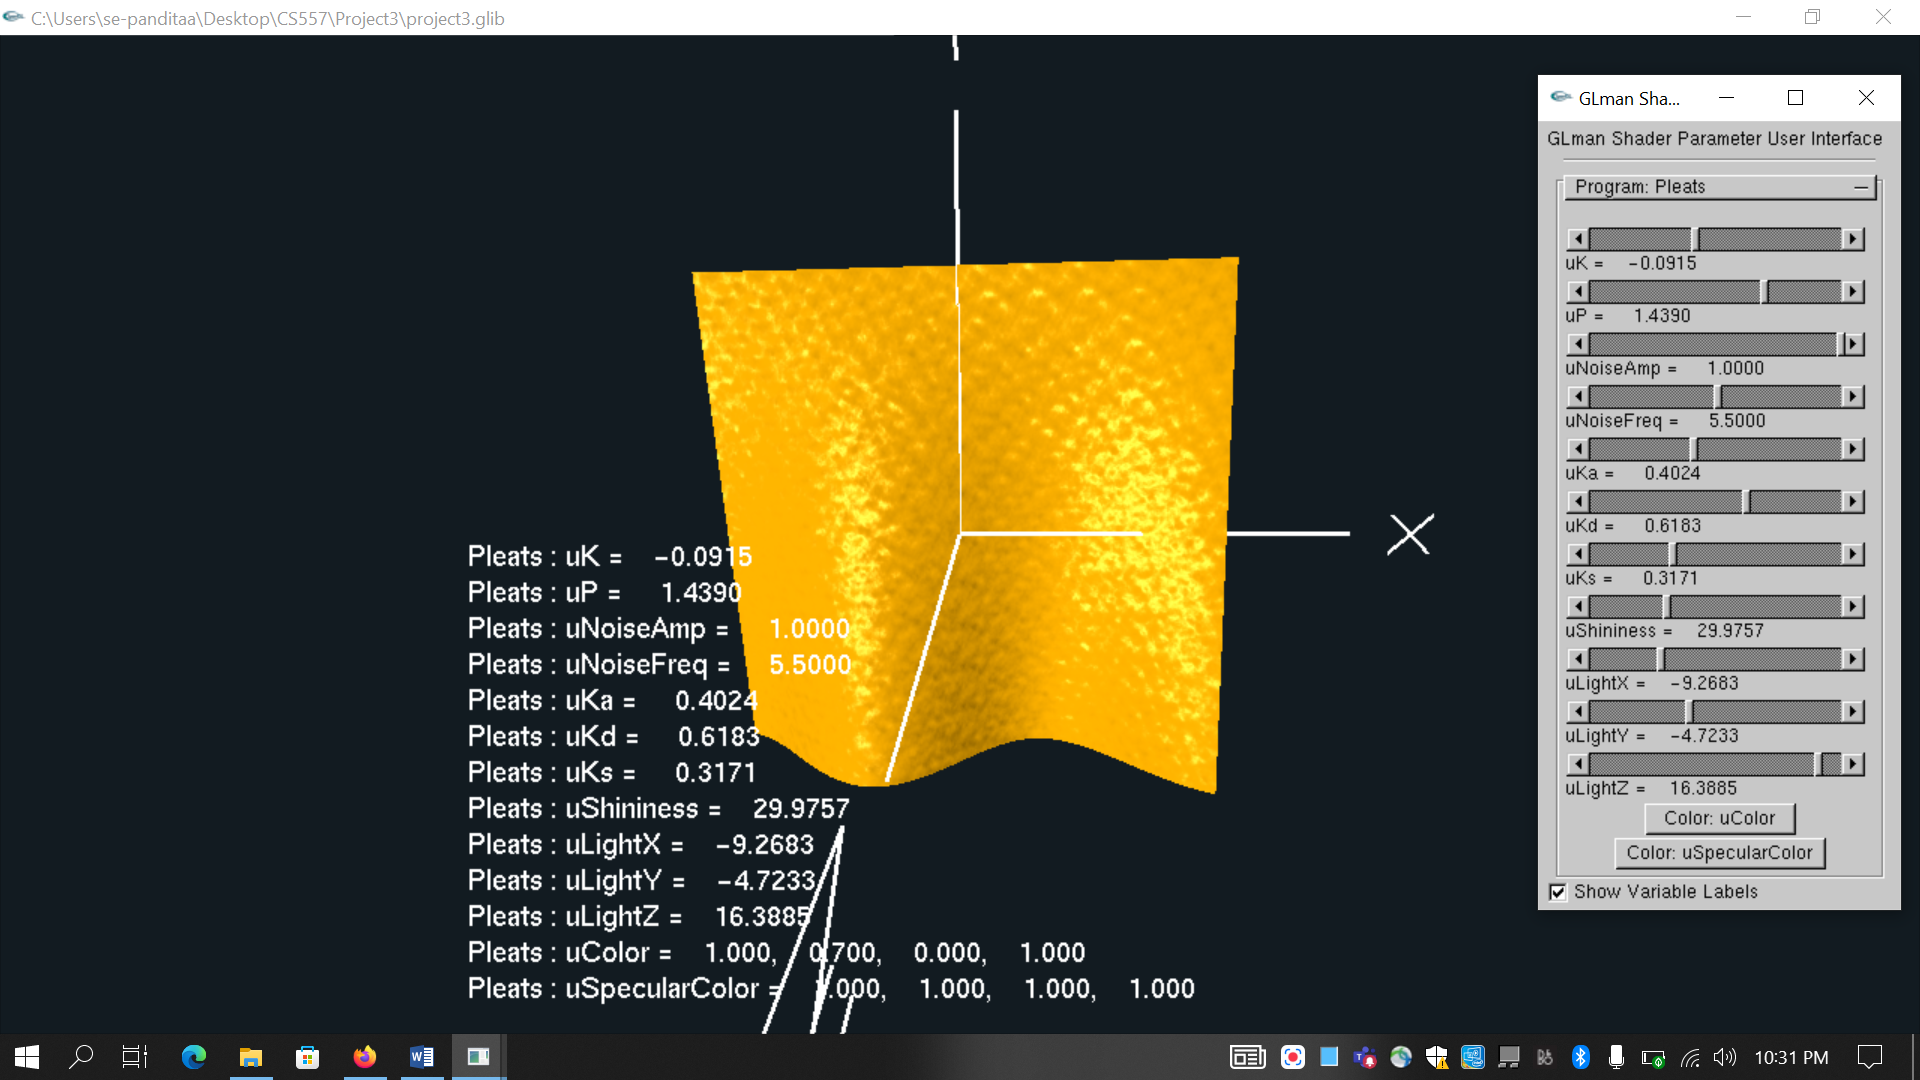 C:\Users\se-panditaa\Desktop\CS557\Project3\project3.glib
GLman Sha...
GLman Shader Parameter User Interface
Program: Pleats
uK = -0.0915
uP = 1.4390
uNoiseAmp = 1.0000
uNoiseFreq = 5.5000
uKa = 0.4024
uKd = 0.6183
uKs = 0.3171
uShininess = 29.9757
uLightX = -9.2683
uLightY = -4.7233
uLightZ = 16.3885
Color: uColor
Color: uSpecularColor
Show Variable Labels
X
Pleats : uK = -0.0915
Pleats : uP = 1.4390
Pleats : uNoiseAmp = 1.0000
Pleats : uNoiseFreq = 5.5000
Pleats : uKa = 0.4024
Pleats : uKd = 0.6183
Pleats : uKs = 0.3171
Pleats : uShininess = 29.9757
Pleats : uLightX = -9.2683
Pleats : uLightY = -4.7233
Pleats : uLightZ = 16.3885
Pleats : uColor = 1.000, 0.700, 0.000, 1.000
Pleats : uSpecularColor = 1.000, 1.000, 1.000, 1.000
10:31 PM